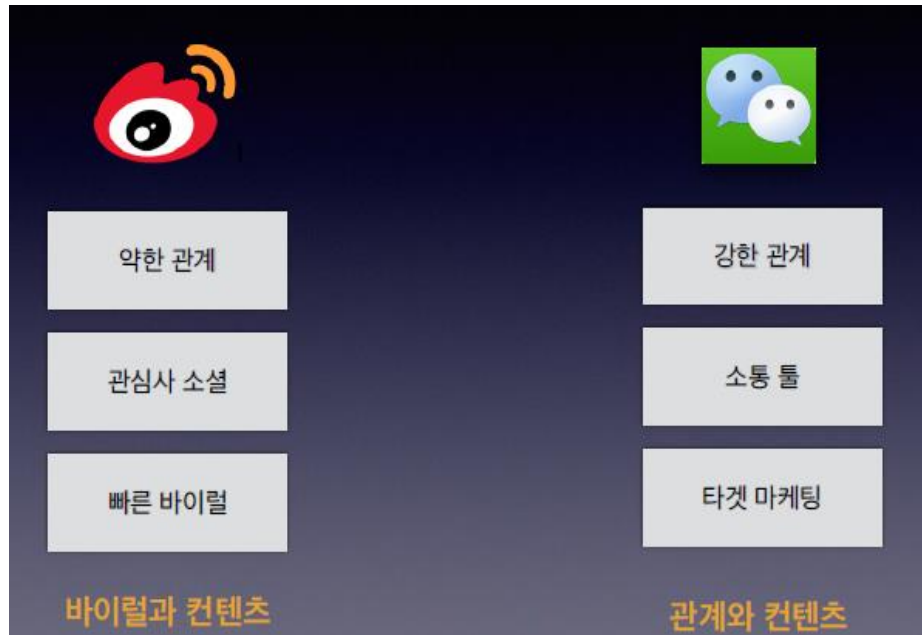 약한 관계
관심사 소셜
빠른 바이럴
바이럴과 컨텐츠
강한 관계
소통 툴
타겟 마케팅
관계와 컨텐츠